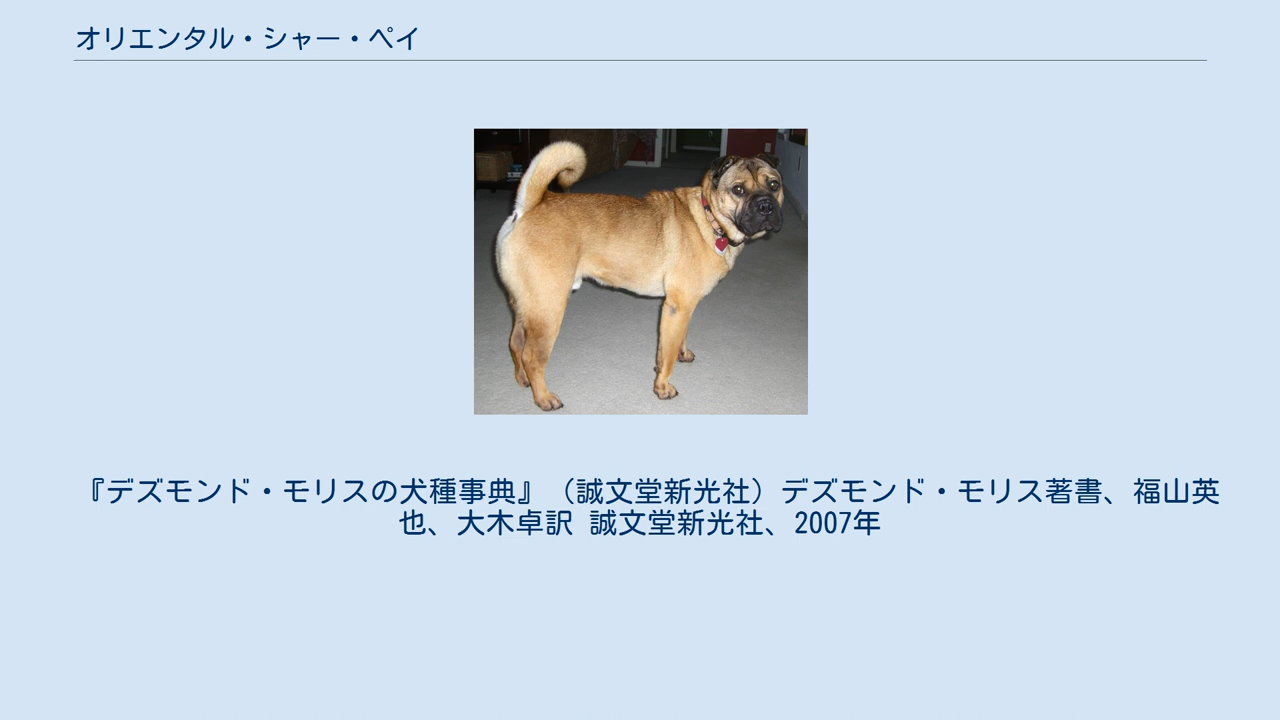 オリエンタル・シャー・ペイ
『デズモンド・モリスの犬種事典』（誠文堂新光社）デズモンド・モリス著書、福山英
也、大木卓訳 誠文堂新光社、2007年